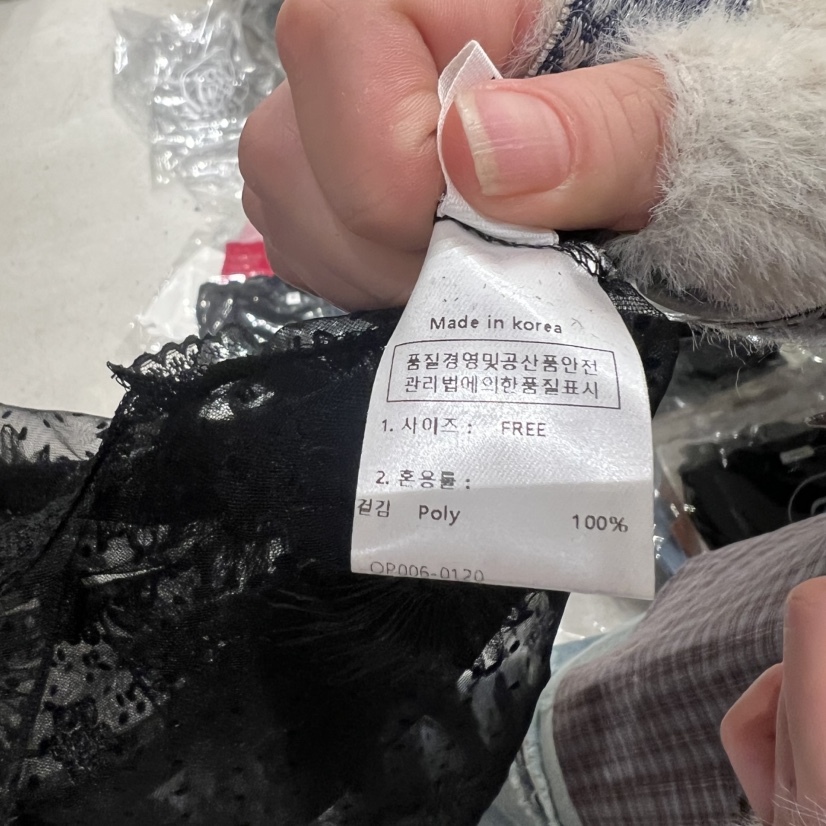 Made in korea
품질경영및공산품안전
관리법에의한품질표시
1. 사이즈 : FREE
2. 혼용률 :
겉김 Poly 100%
OP006-0120